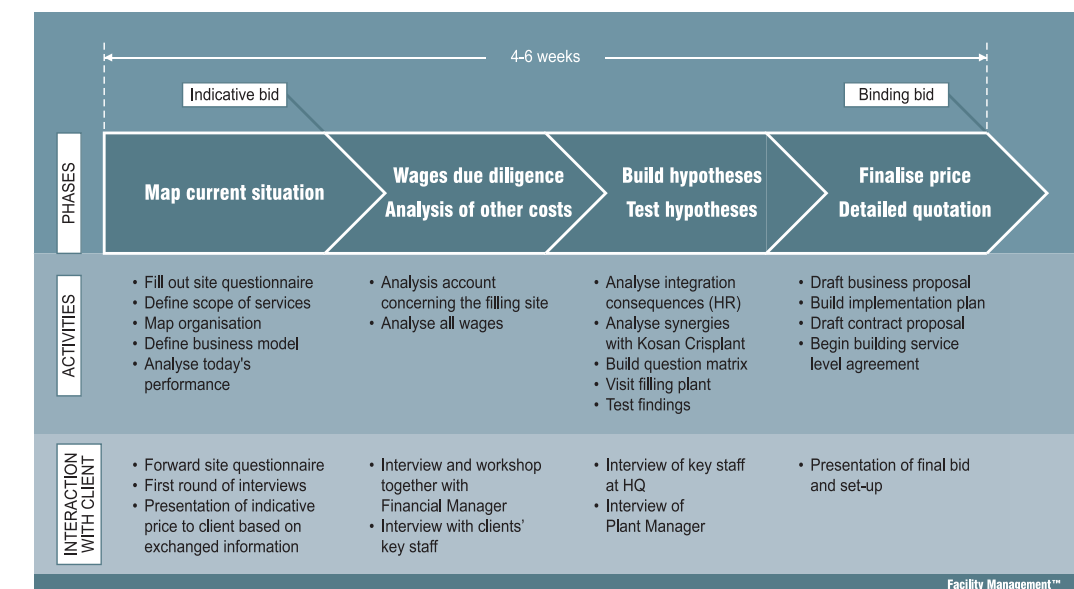 4-6 weeks
Indicative bid
Binding bid
PHASES
Map current situation
Wages due diligence
Analysis of other costs
Build hypotheses
Test hypotheses
Finalise price
Detailed quotation
ACTIVITIES
• Fill out site questionnaire
• Define scope of services
• Map organisation
• Define business model
• Analyse today's
performance
• Analysis account
concerning the filling site
• Analyse all wages
• Analyse integration
consequences (HR)
• Analyse synergies
with Kosan Crisplant
• Build question matrix
• Visit filling plant
• Test findings
• Draft business proposal
• Build implementation plan
• Draft contract proposal
• Begin building service
level agreement
INTERACTION
WITH CLIENT
• Forward site questionnaire
• First round of interviews
• Presentation of indicative
price to client based on
exchanged information
• Interview and workshop
together with
Financial Manager
• Interview with clients'
key staff
• Interview of key staff
at HQ
• Interview of
Plant Manager
• Presentation of final bid
and set-up
Facility Management™